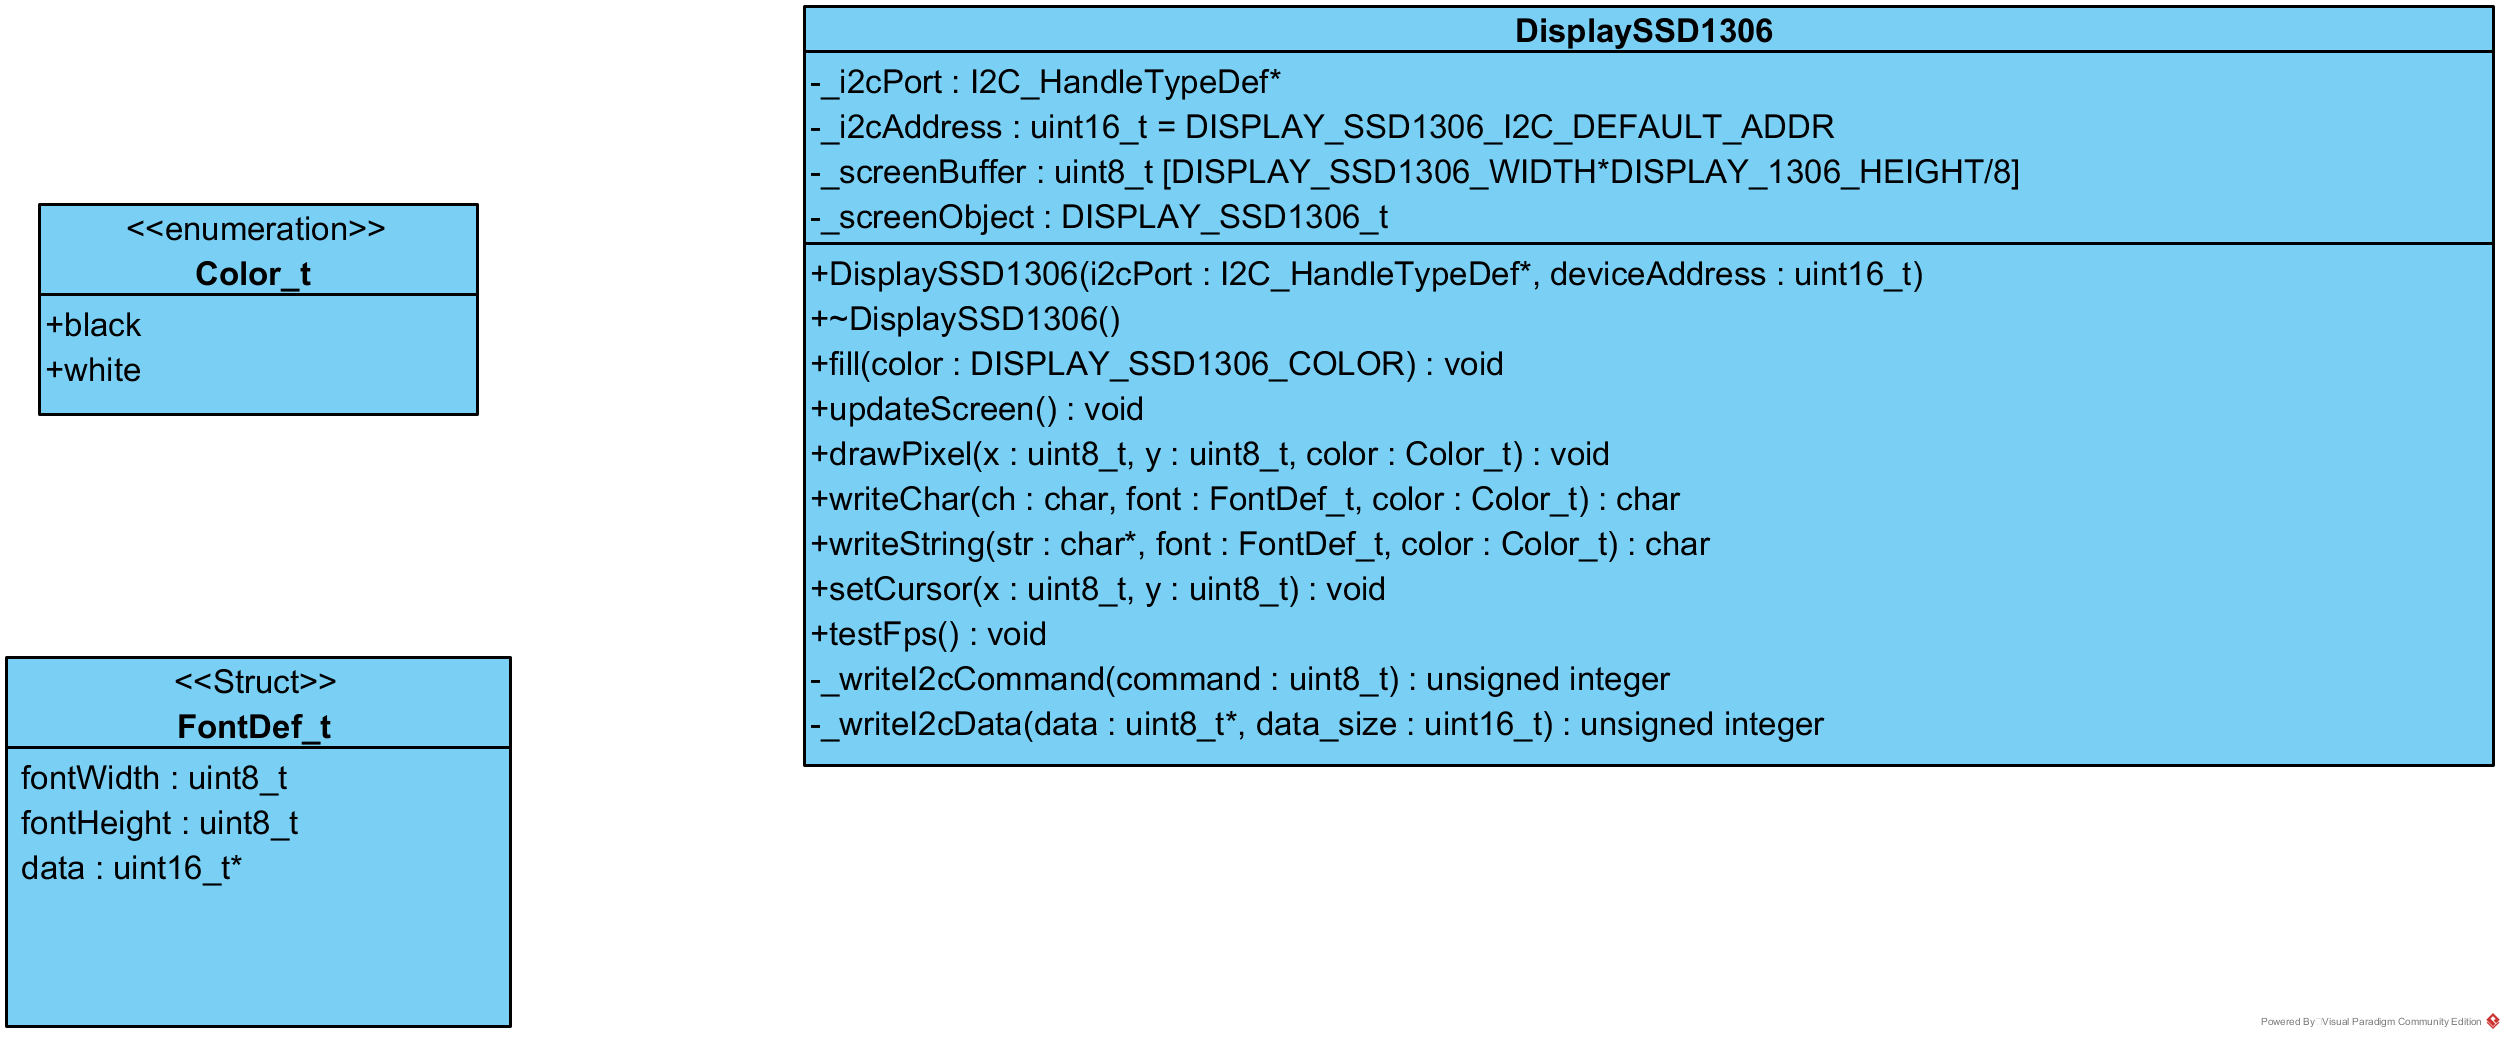 <<enumeration>>
Color_t
+black
+white
<<Struct>>
FontDef_t
fontWidth : uint8_t
fontHeight : uint8_t
data : uint16_t*
DisplaySSD1306
-_i2cPort : I2C_HandleTypeDef*
-_i2cAddress : uint16_t = DISPLAY_SSD1306_I2C_DEFAULT_ADDR
-_screenBuffer : uint8_t [DISPLAY_SSD1306_WIDTH*DISPLAY_1306_HEIGHT/8]
-_screenObject : DISPLAY_SSD1306_t
+DisplaySSD1306(i2cPort : I2C_HandleTypeDef*, deviceAddress : uint16_t)
+~DisplaySSD1306()
+fill(color : DISPLAY_SSD1306_COLOR) : void
+updateScreen() : void
+drawPixel(x : uint8_t, y : uint8_t, color : Color_t) : void
+writeChar(ch : char, font : FontDef_t, color : Color_t) : char
+writeString(str : char*, font : FontDef_t, color : Color_t) : char
+setCursor(x : uint8_t, y : uint8_t) : void
+testFps() : void
-_writeI2cCommand(command : uint8_t) : unsigned integer
-_writeI2cData(data : uint8_t*, data_size : uint16_t) : unsigned integer
Powered By Visual Paradigm Community Edition